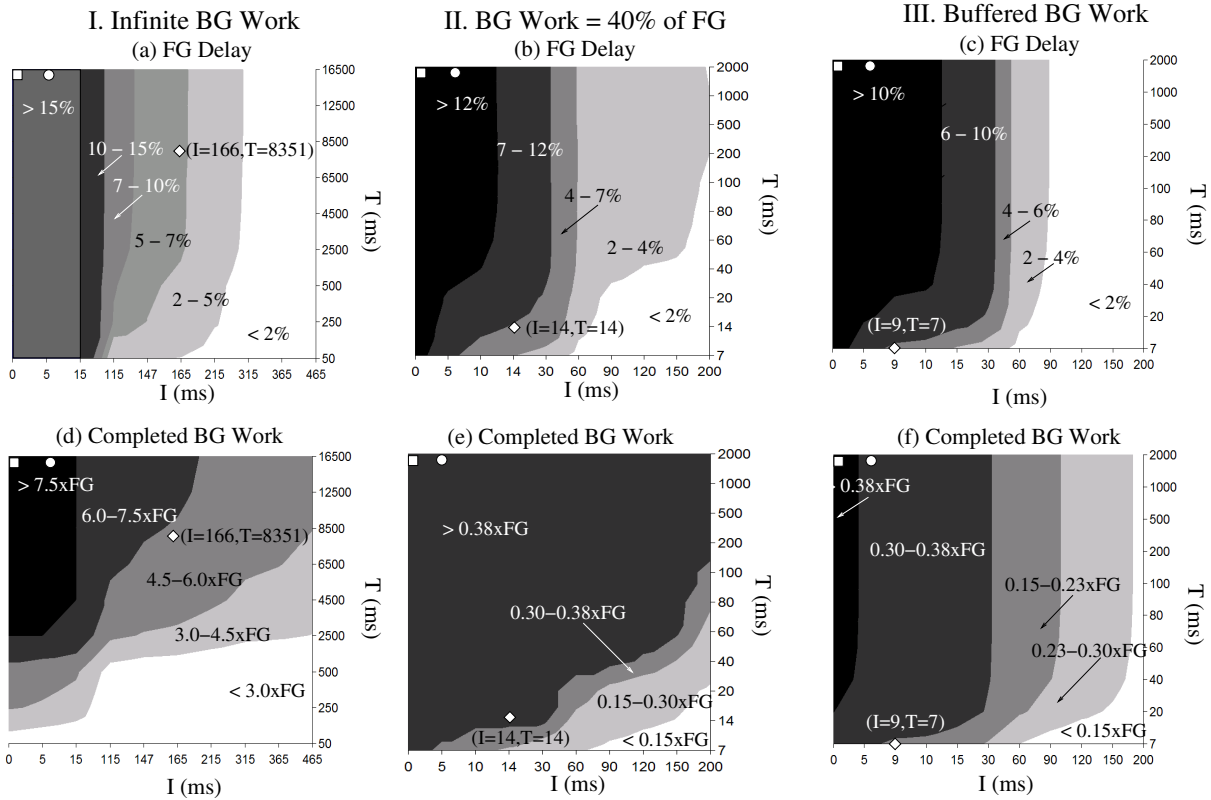 I. Infinite BG Work
II. BG Work = 40% of FG
III. Buffered BG Work
(a) FG Delay
> 15%
10 − 15%
7 − 10%
5 − 7%
2 − 5%
< 2%
(I=166,T=8351)
16500
12500
8500
6500
4500
2500
500
250
50
T (ms)
0 5 15 115 147 165 265 315 365 465
I (ms)
(b) FG Delay
> 12%
7 − 12%
4 − 7%
2 − 4%
< 2%
(I=14,T=14)
2000
1000
500
200
100
80
60
40
20
14
7
T (ms)
0 5 10 14 30 60 90 120 150 200
I (ms)
(c) FG Delay
> 10%
6 − 10%
4 − 6%
2 − 4%
< 2%
(I=9,T=7)
2000
1000
500
200
100
80
60
40
20
7
T (ms)
0 5 9 10 15 30 60 90 120 150 200
I (ms)
(d) Completed BG Work
> 7.5xFG
6.0−7.5xFG
(I=166,T=8351)
4.5−6.0xFG
3.0−4.5xFG
< 3.0xFG
16500
12500
8500
6500
4500
2500
500
250
50
T (ms)
0 5 15 115 147 165 265 315 365 465
I (ms)
(e) Completed BG Work
> 0.38xFG
0.30−0.38xFG
0.15−0.30xFG
(I=14,T=14)
< 0.15xFG
2000
1000
500
200
100
80
60
40
20
14
7
T (ms)
0 5 10 14 30 60 90 120 150 200
I (ms)
(f) Completed BG Work
0.38xFG
0.30−0.38xFG
0.15−0.23xFG
0.23−0.30xFG
(I=9,T=7)
< 0.15xFG
2000
1000
500
200
100
80
60
40
20
7
T (ms)
0 5 9 10 15 30 60 90 120 150 200
I (ms)